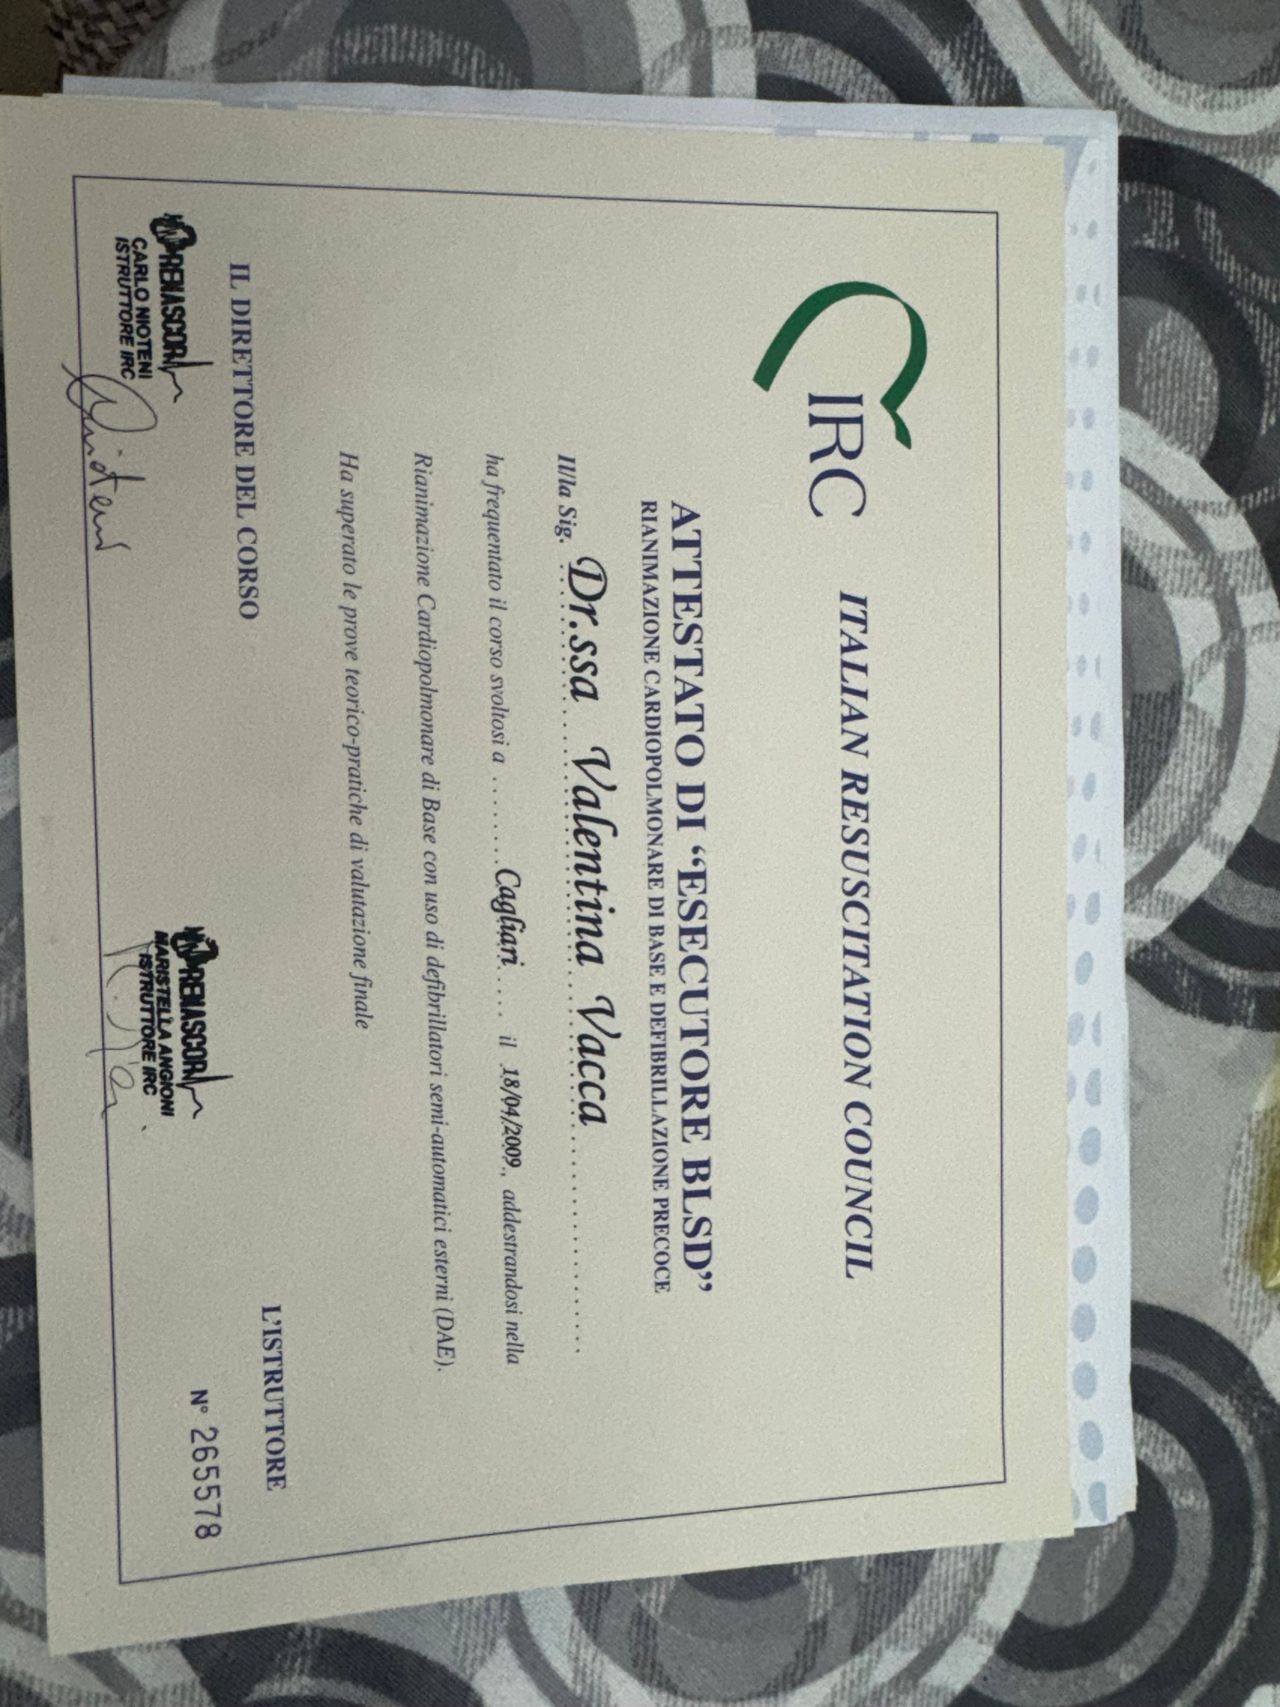 IRC
ITALIAN RESUSCITATION COUNCIL
ATTESTATO DI “ESECUTORE BLSD”
RIANIMAZIONE CARDIOPOLMONARE DI BASE E DEFIBRILLAZIONE PRECOCE
Il/la Sig. Dr.ssa Valentina Vacca
ha frequentato il corso svoltosi a ........Cagliari..... il 18/04/2009., addestrandosi nella
Rianimazione Cardiopolmonare di Base con uso di defibrillatori semi-automatici esterni (DAE).
Ha superato le prove teorico-pratiche di valutazione finale
IL DIRETTORE DEL CORSO
L’ISTRUTTORE
RENASCOR
CARLO NIOTENI
ISTRUTTORE IRC
RENASCOR
MARISTELLA ANGIONI
ISTRUTTORE IRC
N° 265578